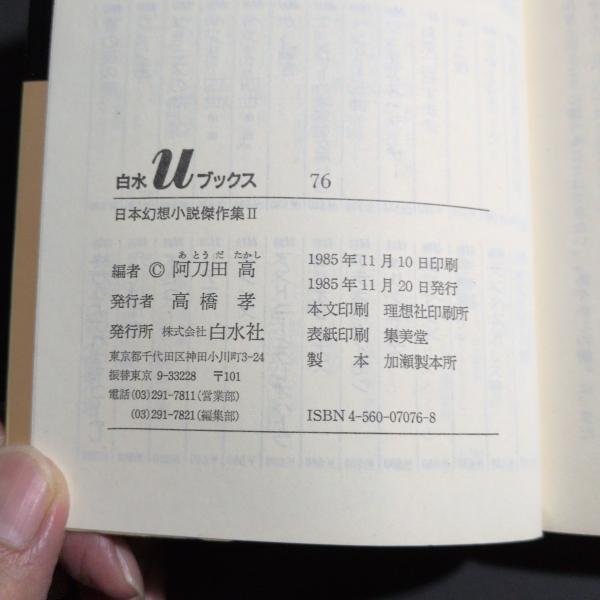 白水uブックス 76
日本幻想小説傑作集Ⅱ
あとうだ たかし
編者 © 阿刀田 高
発行者 高橋 孝
発行所 株式会社 白水社
東京都千代田区神田小川町3-24
振替東京 9-33228 〒101
電話(03)291-7811(営業部)
(03)291-7821(編集部)
1985年11月10日印刷
1985年11月20日発行
本文印刷 理想社印刷所
表紙印刷 集美堂
製本 加瀬製本所
ISBN 4-560-07076-8